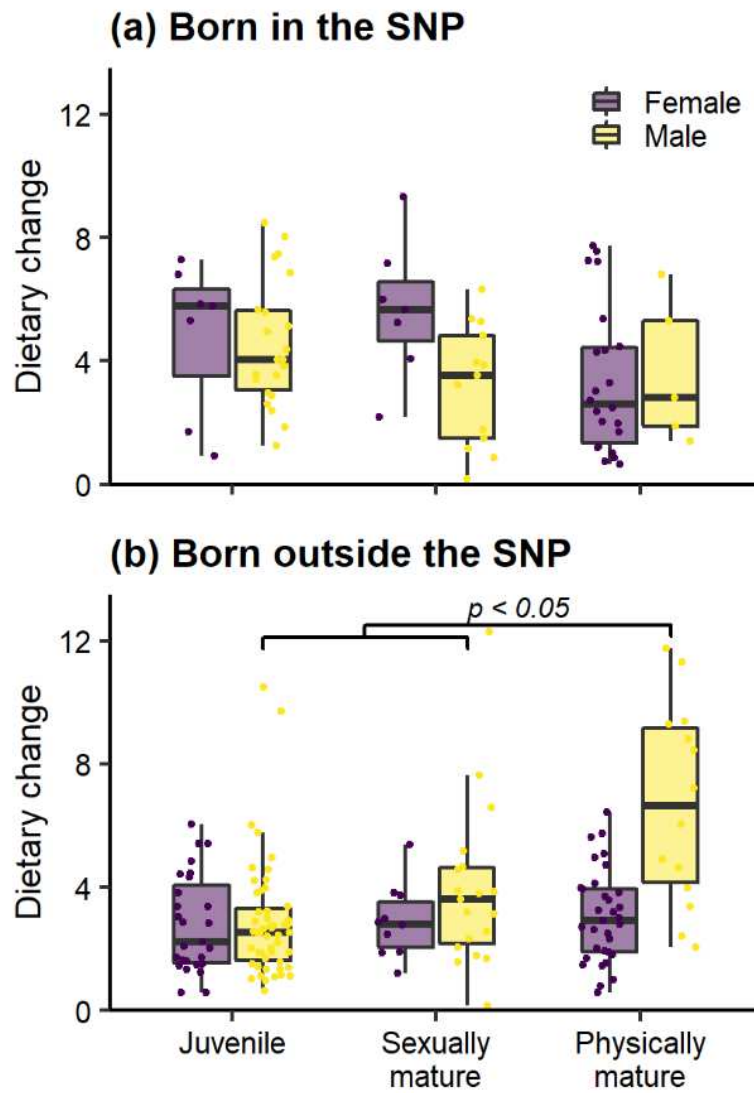 (a) Born in the SNP
Female
Male
Dietary change
12
8
4
0
(b) Born outside the SNP
p < 0.05
Dietary change
12
8
4
0
Juvenile
Sexually
mature
Physically
mature